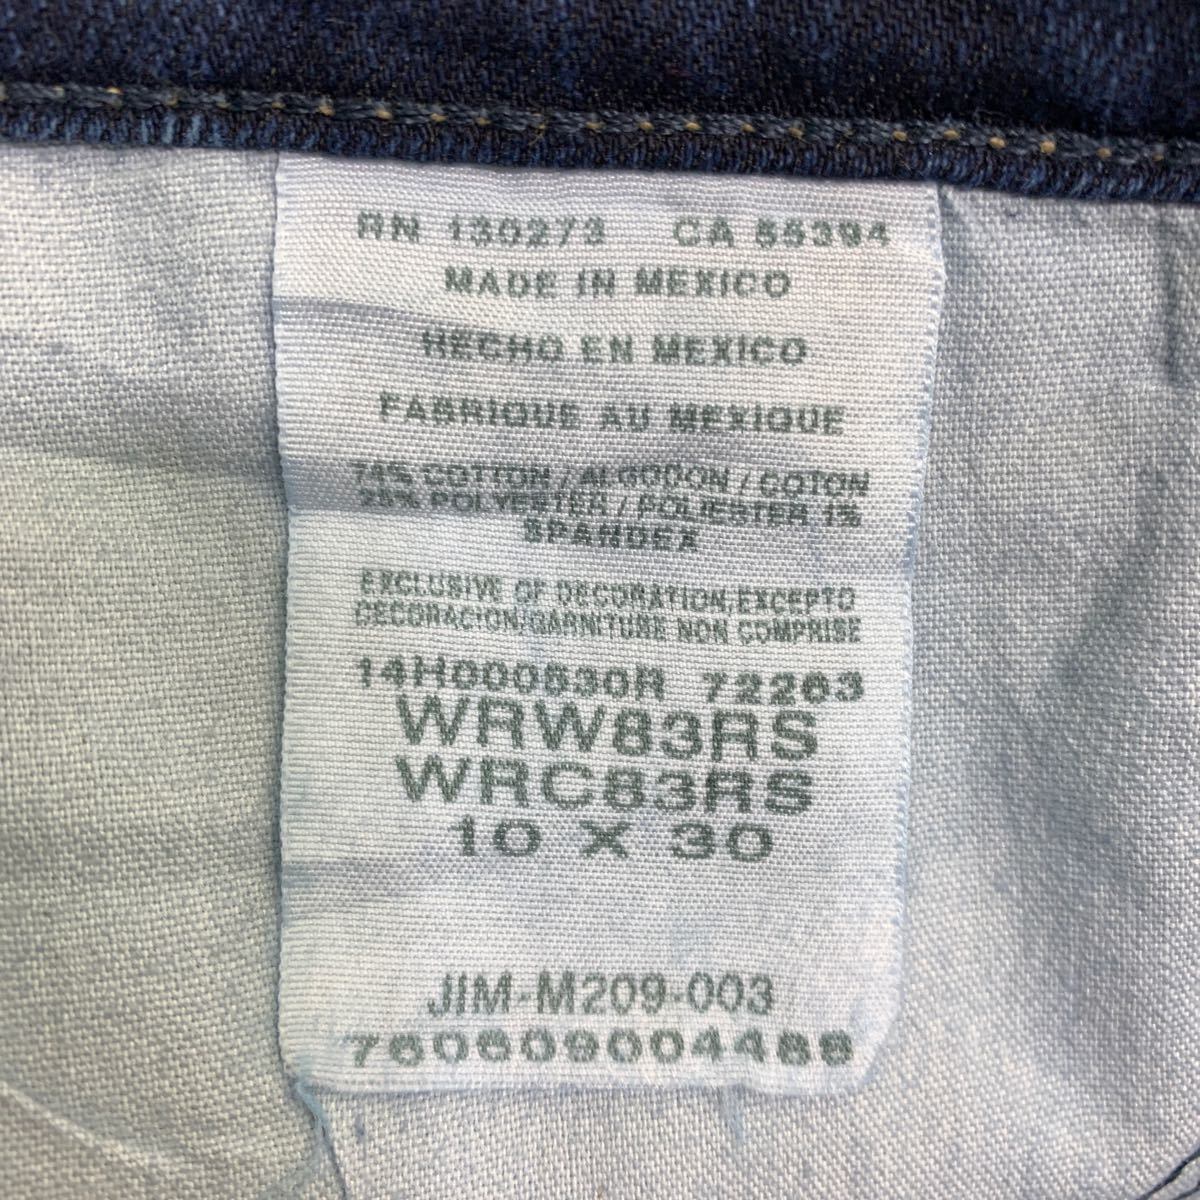 RN 130273 CA 55394
MADE IN MEXICO
HECHO EN MEXICO
FABRIQUE AU MEXIQUE
74% COTTON / ALGODON / COTON
25% POLYESTER / POLIESTER 1%
SPANDEX
EXCLUSIVE OF DECORATION, EXCEPTO
DECORACION/GARNITURE NON COMPRISE
14H000630R 72263
WRW83RS
WRC83RS
10 X 30
JIM-M209-003
760609004488